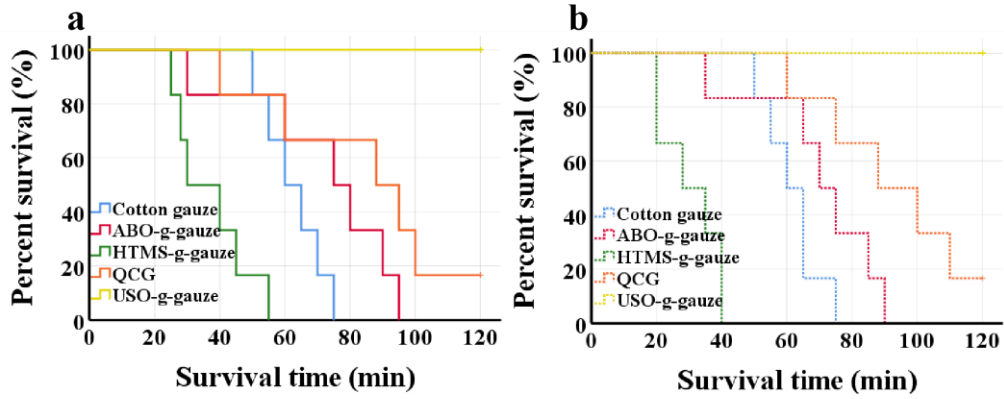 a
Percent survival (%)
100
80
60
40
20
0
Cotton gauze
ABO-g-gauze
HTMS-g-gauze
QCG
USO-g-gauze
0 20 40 60 80 100 120
Survival time (min)
b
Percent survival (%)
100
80
60
40
20
0
Cotton gauze
ABO-g-gauze
HTMS-g-gauze
QCG
USO-g-gauze
0 20 40 60 80 100 120
Survival time (min)